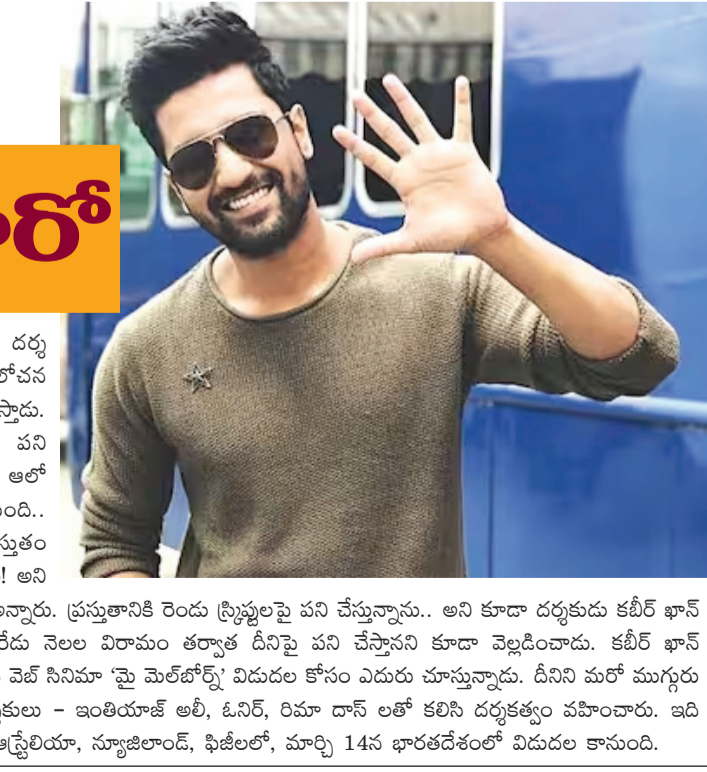 రో
దర్శ
లోచన
స్తాడు.
పని
ఆలో
ంది..
స్తుతం
! అని
అన్నారు. ప్రస్తుతానికి రెండు స్క్రిప్టులపై పని చేస్తున్నాను.. అని కూడా దర్శకుడు కబీర్ ఖాన్
రేడు నెలల విరామం తర్వాత దీనిపై పని చేస్తానని కూడా వెల్లడించాడు. కబీర్ ఖాన్
వెబ్ సినిమా ‘మై మెల్‌బోర్న్’ విడుదల కోసం ఎదురు చూస్తున్నాడు. దీనిని మరో ముగ్గురు
కులు – ఇంతియాజ్ అలీ, ఓనిర్, రిమా దాస్ లతో కలిసి దర్శకత్వం వహించారు. ఇది
ఆస్ట్రేలియా, న్యూజిలాండ్, ఫిజీలలో, మార్చి 14న భారతదేశంలో విడుదల కానుంది.